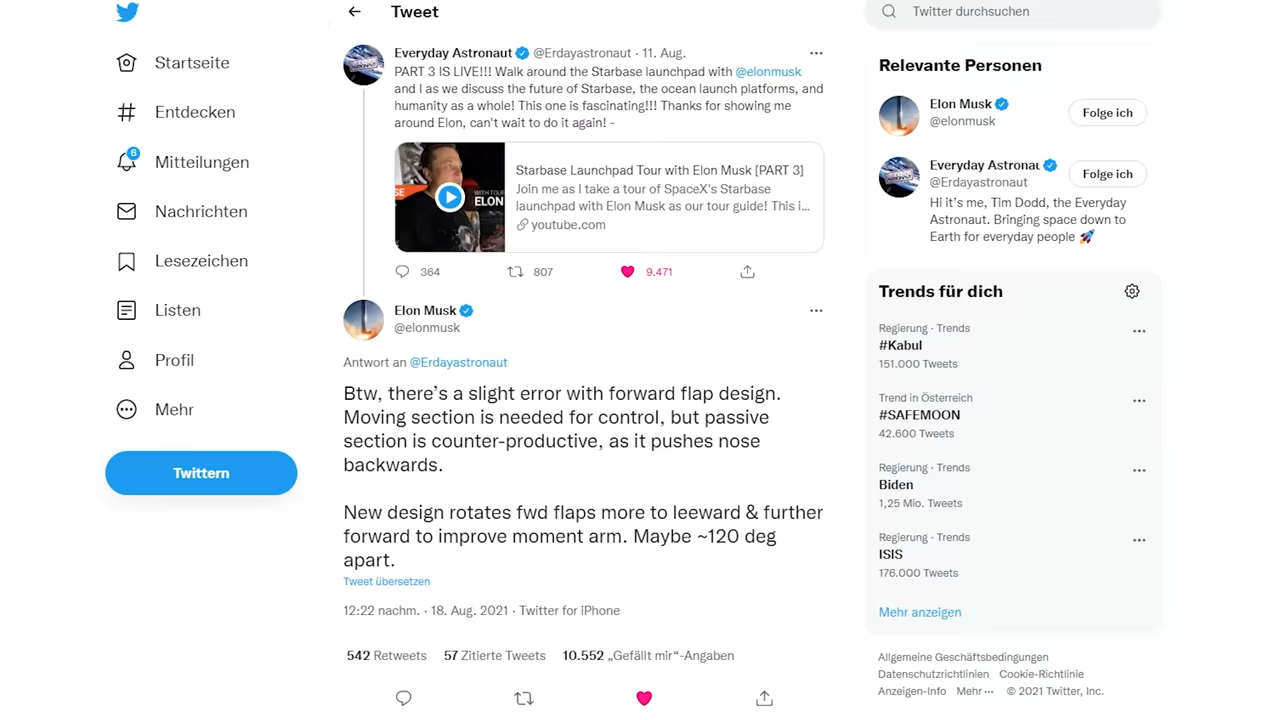 Startseite
Entdecken
6
Mitteilungen
Nachrichten
Lesezeichen
Listen
Profil
Mehr
Twittern
Tweet
Everyday Astronaut @Erdayastronaut · 11. Aug.
PART 3 IS LIVE!!! Walk around the Starbase launchpad with @elonmusk
and I as we discuss the future of Starbase, the ocean launch platforms, and
humanity as a whole! This one is fascinating!!! Thanks for showing me
around Elon, can't wait to do it again! -
SE
WITH TOUR
ELON
Starbase Launchpad Tour with Elon Musk [PART 3]
Join me as I take a tour of SpaceX's Starbase
launchpad with Elon Musk as our tour guide! This i...
youtube.com
364 807 9.471
Elon Musk
@elonmusk
Antwort an @Erdayastronaut
Btw, there’s a slight error with forward flap design.
Moving section is needed for control, but passive
section is counter-productive, as it pushes nose
backwards.
New design rotates fwd flaps more to leeward & further
forward to improve moment arm. Maybe ~120 deg
apart.
Tweet übersetzen
12:22 nachm. · 18. Aug. 2021 · Twitter for iPhone
542 Retweets 57 Zitierte Tweets 10.552 „Gefällt mir“-Angaben
Twitter durchsuchen
Relevante Personen
Elon Musk
@elonmusk
Folge ich
Everyday Astronau
@Erdayastronaut
Folge ich
Hi it’s me, Tim Dodd, the Everyday
Astronaut. Bringing space down to
Earth for everyday people 🚀
Trends für dich
Regierung · Trends
#Kabul
151.000 Tweets
Trend in Österreich
#SAFEMOON
42.600 Tweets
Regierung · Trends
Biden
1,25 Mio. Tweets
Regierung · Trends
ISIS
176.000 Tweets
Mehr anzeigen
Allgemeine Geschäftsbedingungen
Datenschutzrichtlinien Cookie-Richtlinie
Anzeigen-Info Mehr ··· © 2021 Twitter, Inc.